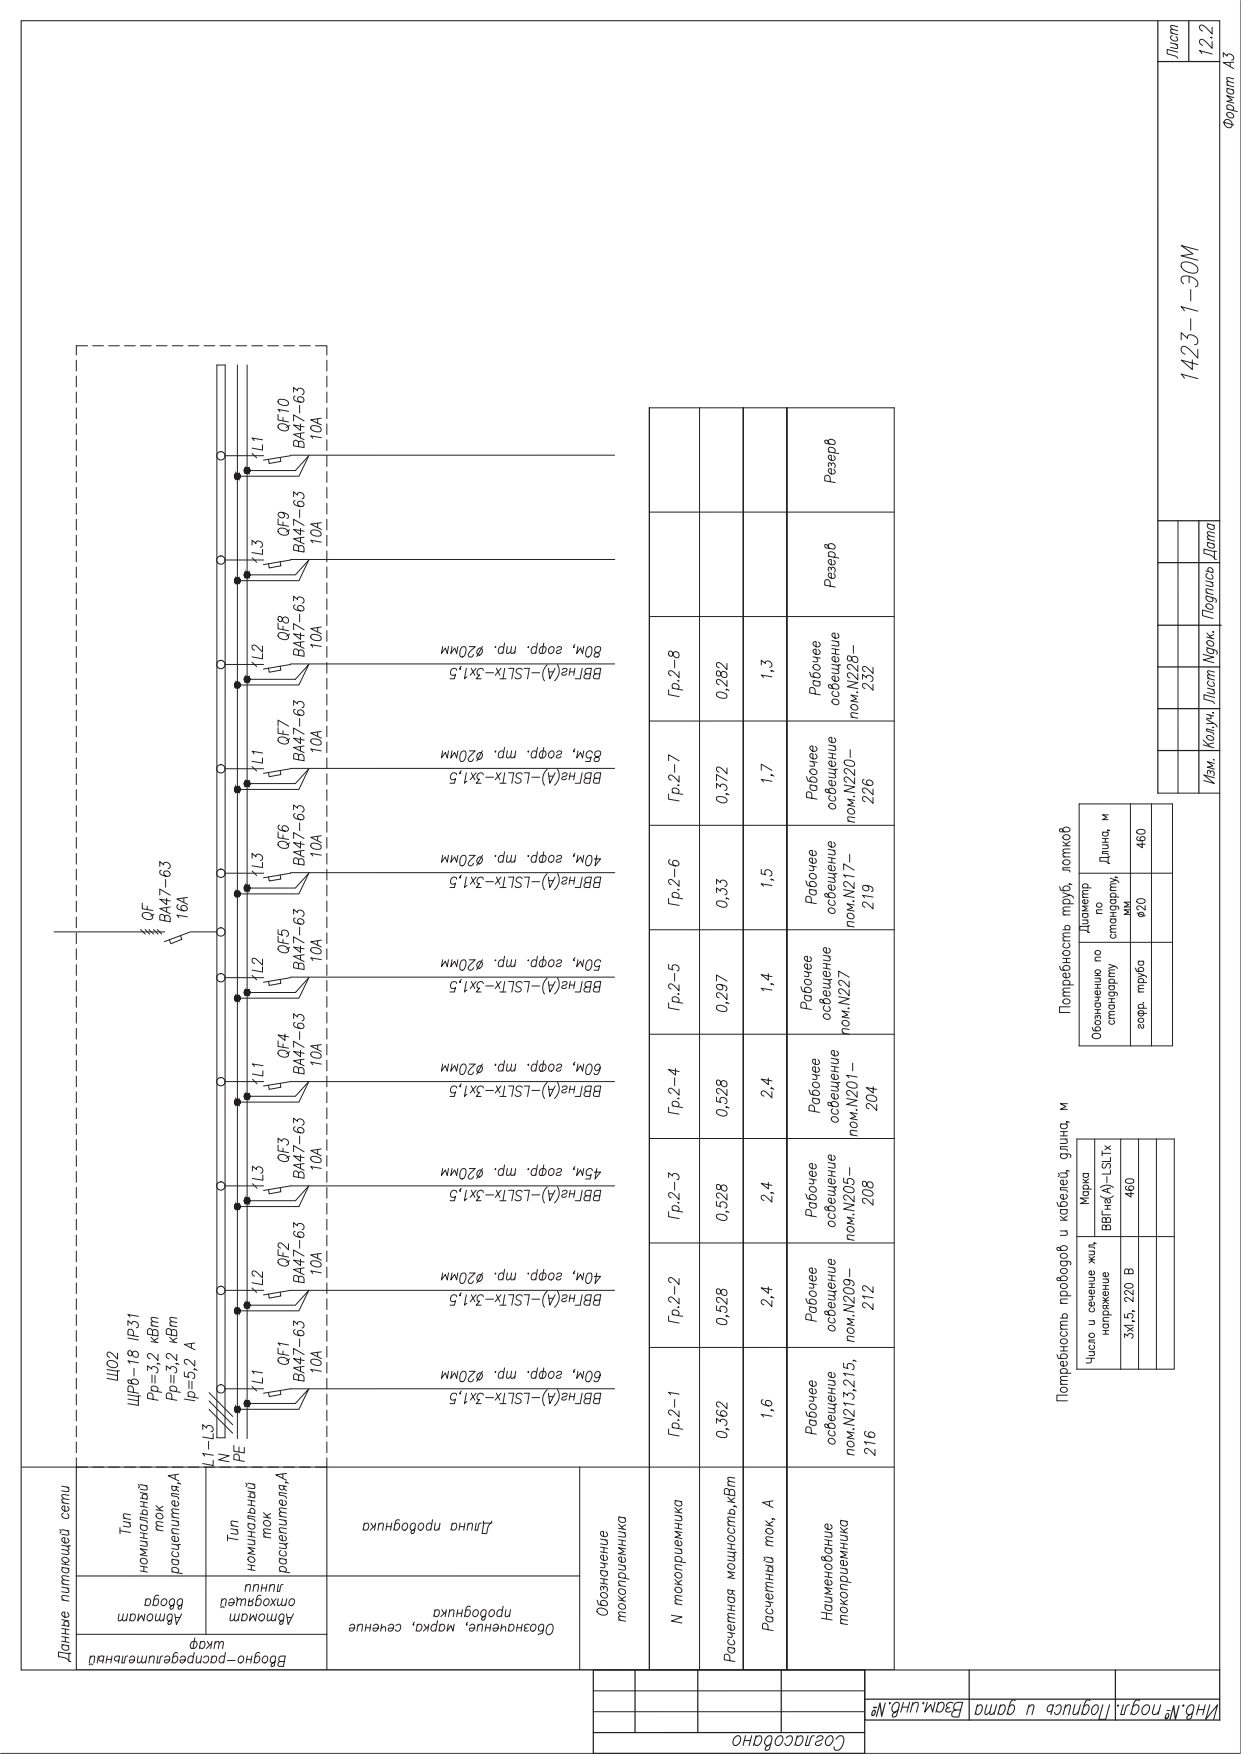 Данные питающей сети
Вводно-распределительный
шкаф
Автомат
ввода
Тип
номинальный
ток
расцепителя,А
Автомат
отходящей
линии
Тип
номинальный
ток
расцепителя,А
Обозначение, марка, сечение
проводника
Длина проводника
Обозначение
токоприемника
ЩО2
ЩРв-18 IP31
Рр=3,2 кВт
Рр=3,2 кВт
Iр=5,2 А
QF
ВА47-63
16А
L1-L3
N
PE
L1
QF1
ВА47-63
10А
L2
QF2
ВА47-63
10А
L3
QF3
ВА47-63
10А
L1
QF4
ВА47-63
10А
L2
QF5
ВА47-63
10А
L3
QF6
ВА47-63
10А
L1
QF7
ВА47-63
10А
L2
QF8
ВА47-63
10А
L3
QF9
ВА47-63
10А
L1
QF10
ВА47-63
10А
ВВГнг(А)-LSLTx-3х1,5
60м, гофр. тр. ø20мм
ВВГнг(А)-LSLTx-3х1,5
40м, гофр. тр. ø20мм
ВВГнг(А)-LSLTx-3х1,5
45м, гофр. тр. ø20мм
ВВГнг(А)-LSLTx-3х1,5
60м, гофр. тр. ø20мм
ВВГнг(А)-LSLTx-3х1,5
50м, гофр. тр. ø20мм
ВВГнг(А)-LSLTx-3х1,5
40м, гофр. тр. ø20мм
ВВГнг(А)-LSLTx-3х1,5
85м, гофр. тр. ø20мм
ВВГнг(А)-LSLTx-3х1,5
80м, гофр. тр. ø20мм
N токоприемника Гр.2-1 Гр.2-2 Гр.2-3 Гр.2-4 Гр.2-5 Гр.2-6 Гр.2-7 Гр.2-8
Расчетная мощность,кВт 0,362 0,528 0,528 0,528 0,297 0,33 0,372 0,282
Расчетный ток, А 1,6 2,4 2,4 2,4 1,4 1,5 1,7 1,3
Наименование
токоприемника
Рабочее
освещение
пом.N213,215,
216
Рабочее
освещение
пом.N209-
212
Рабочее
освещение
пом.N205-
208
Рабочее
освещение
пом.N201-
204
Рабочее
освещение
пом.N227
Рабочее
освещение
пом.N217-
219
Рабочее
освещение
пом.N220-
226
Рабочее
освещение
пом.N228-
232
Резерв
Резерв
Потребность проводов и кабелей, длина, м
Число и сечение жил,
напряжение
Марка
ВВГнг(А)-LSLTx
3х1,5, 220 В 460
Потребность труб, лотков
Обозначению по
стандарту
Диаметр
по
стандарту,
мм
Длина, м
гофр. труба ø20 460
Изм. Кол.уч. Лист Nдок. Подпись Дата
1423-1-ЭОМ
Лист
12.2
Формат А3
Согласовано
Взам.инв.№
Подпись и дата
Инв.№ подл.